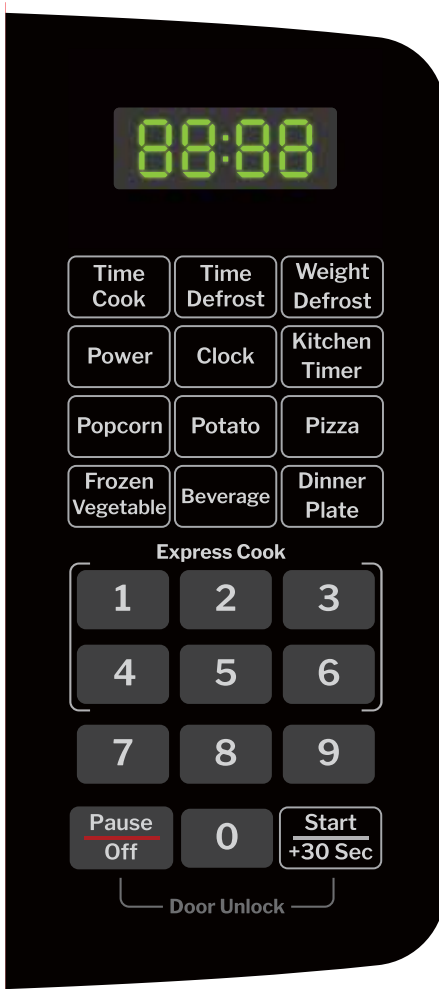 88:88
Time Cook
Time Defrost
Weight Defrost
Power
Clock
Kitchen Timer
Popcorn
Potato
Pizza
Frozen Vegetable
Beverage
Dinner Plate
Express Cook
1 2 3
4 5 6
7 8 9
Pause
Off
0
Start
+30 Sec
Door Unlock